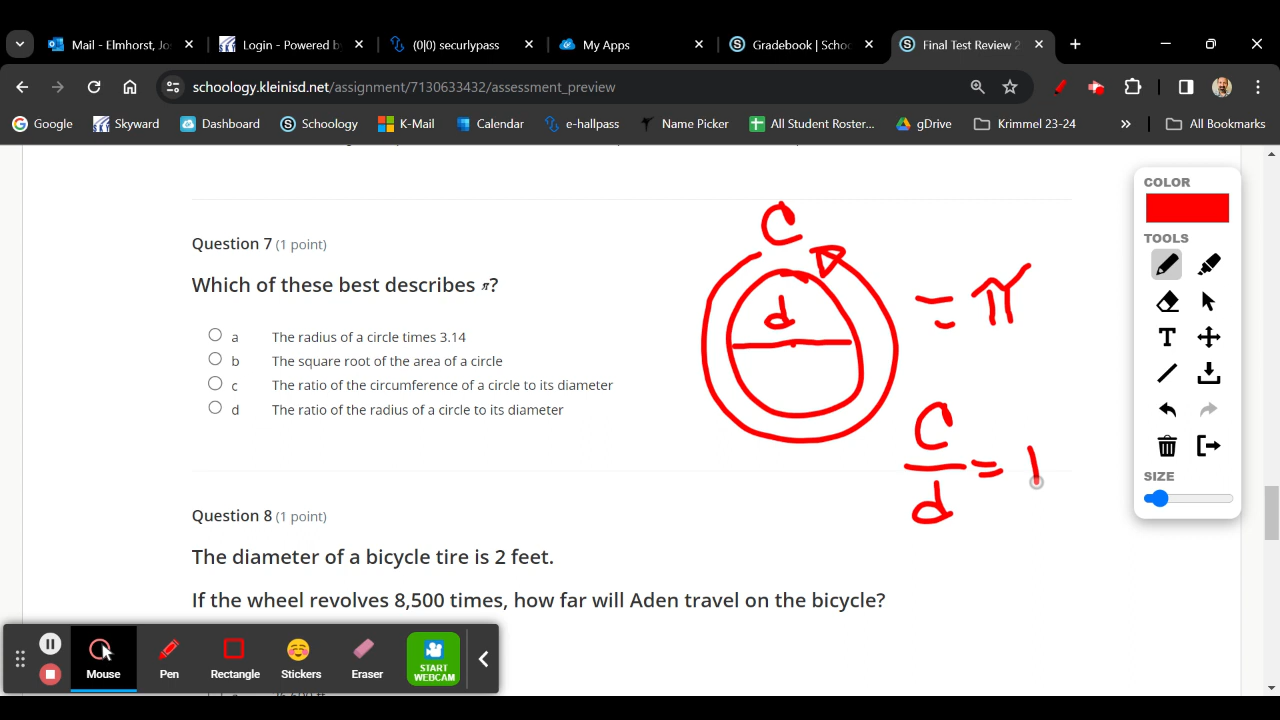 Mail - Elmhorst, Jos
Login - Powered by
(0|0) securlypass
My Apps
Gradebook | Schoo
Final Test Review 2
schoology.kleinisd.net/assignment/7130633432/assessment_preview
Google
Skyward
Dashboard
Schoology
K-Mail
Calendar
e-hallpass
Name Picker
All Student Roster...
gDrive
Krimmel 23-24
»
All Bookmarks
COLOR
TOOLS
T
SIZE
Question 7 (1 point)
Which of these best describes π?
a The radius of a circle times 3.14
b The square root of the area of a circle
c The ratio of the circumference of a circle to its diameter
d The ratio of the radius of a circle to its diameter
C
d
= π
C
d
=
Question 8 (1 point)
The diameter of a bicycle tire is 2 feet.
If the wheel revolves 8,500 times, how far will Aden travel on the bicycle?
Mouse
Pen
Rectangle
Stickers
Eraser
START
WEBCAM